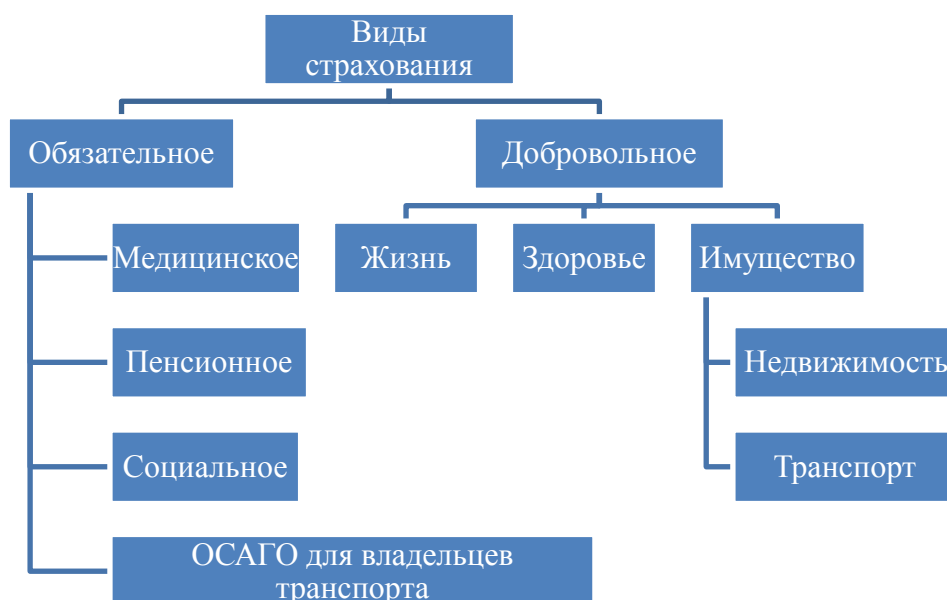 Виды
страхования
Обязательное
Добровольное
Медицинское
Жизнь
Здоровье
Имущество
Пенсионное
Недвижимость
Социальное
Транспорт
ОСАГО для владельцев
транспорта